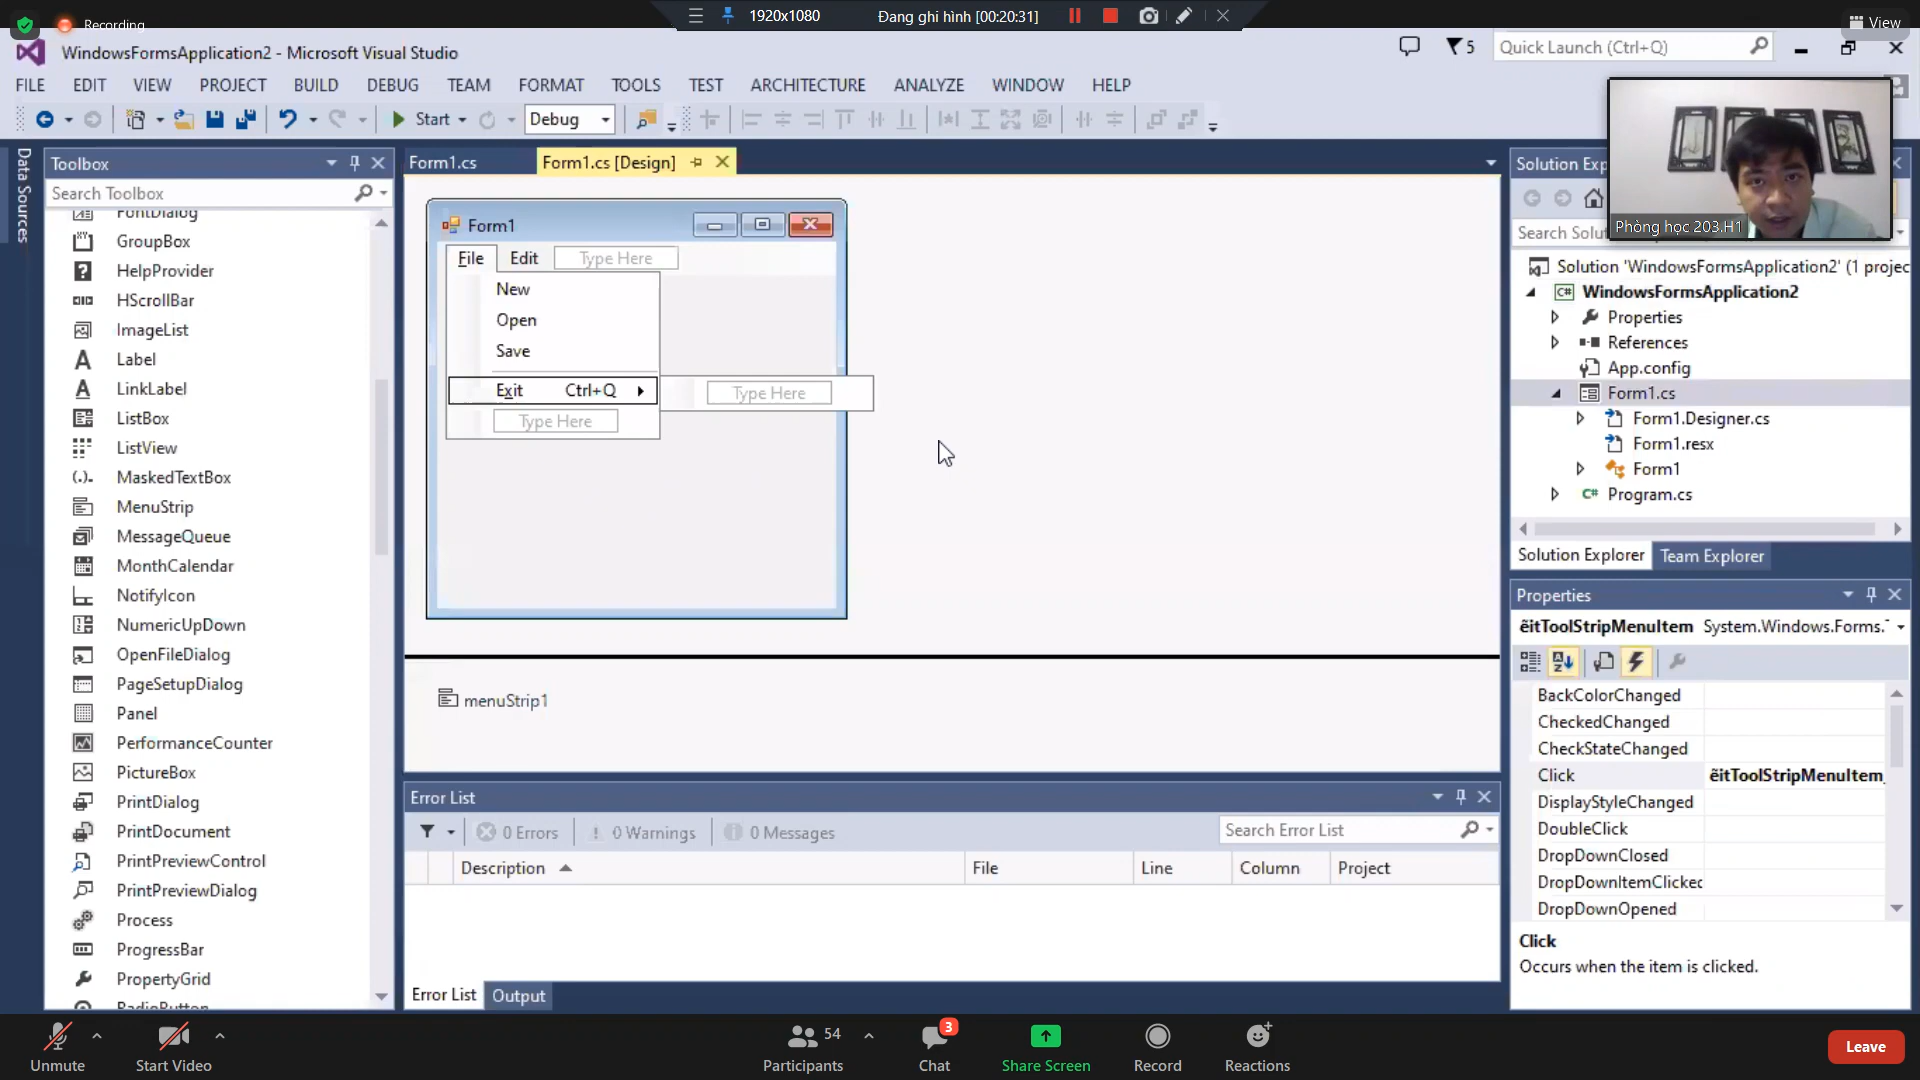 Recording
1920x1080
Đang ghi hình [00:20:31]
View
WindowsFormsApplication2 - Microsoft Visual Studio
5
Quick Launch (Ctrl+Q)
FILE EDIT VIEW PROJECT BUILD DEBUG TEAM FORMAT TOOLS TEST ARCHITECTURE ANALYZE WINDOW HELP
Start
Debug
Data Sources
Toolbox
Search Toolbox
FontDialog
GroupBox
HelpProvider
HScrollBar
ImageList
Label
LinkLabel
ListBox
ListView
MaskedTextBox
MenuStrip
MessageQueue
MonthCalendar
NotifyIcon
NumericUpDown
OpenFileDialog
PageSetupDialog
Panel
PerformanceCounter
PictureBox
PrintDialog
PrintDocument
PrintPreviewControl
PrintPreviewDialog
Process
ProgressBar
PropertyGrid
RadioButton
Form1.cs
Form1.cs [Design]
Form1
File Edit Type Here
New
Open
Save
Exit Ctrl+Q
Type Here
Type Here
menuStrip1
Error List
0 Errors
0 Warnings
0 Messages
Search Error List
Description File Line Column Project
Error List Output
Solution Exp
Phòng học 203.H1
Search Solu
Solution 'WindowsFormsApplication2' (1 projec
WindowsFormsApplication2
Properties
References
App.config
Form1.cs
Form1.Designer.cs
Form1.resx
Form1
Program.cs
Solution Explorer Team Explorer
Properties
ẽitToolStripMenuItem System.Windows.Forms.
BackColorChanged
CheckedChanged
CheckStateChanged
Click ẽitToolStripMenuItem_
DisplayStyleChanged
DoubleClick
DropDownClosed
DropDownItemClicked
DropDownOpened
Click
Occurs when the item is clicked.
Unmute
Start Video
54
Participants
3
Chat
Share Screen
Record
Reactions
Leave